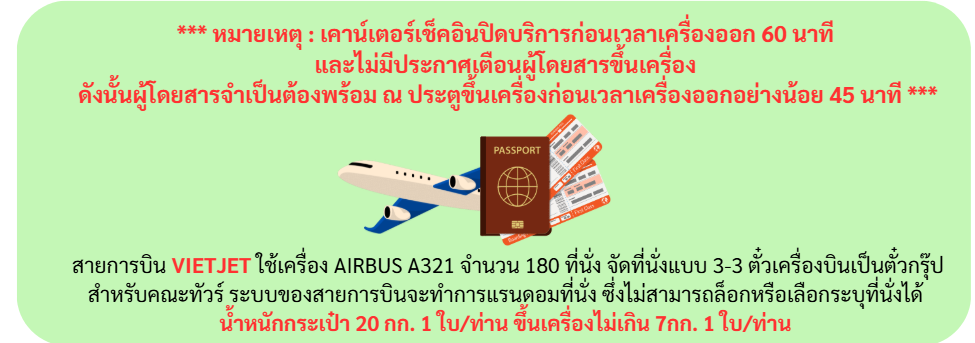 *** หมายเหตุ : เคาน์เตอร์เช็คอินปิดบริการก่อนเวลาเครื่องออก 60 นาที
และไม่มีประกาศเตือนผู้โดยสารขึ้นเครื่อง
ดังนั้นผู้โดยสารจำเป็นต้องพร้อม ณ ประตูขึ้นเครื่องก่อนเวลาเครื่องออกอย่างน้อย 45 นาที ***
PASSPORT
สายการบิน VIETJET ใช้เครื่อง AIRBUS A321 จำนวน 180 ที่นั่ง จัดที่นั่งแบบ 3-3 ตั๋วเครื่องบินเป็นตั๋วกรุ๊ป
สำหรับคณะทัวร์ ระบบของสายการบินจะทำการแรนดอมที่นั่ง ซึ่งไม่สามารถล็อกหรือเลือกระบุที่นั่งได้
น้ำหนักกระเป๋า 20 กก. 1 ใบ/ท่าน ขึ้นเครื่องไม่เกิน 7กก. 1 ใบ/ท่าน